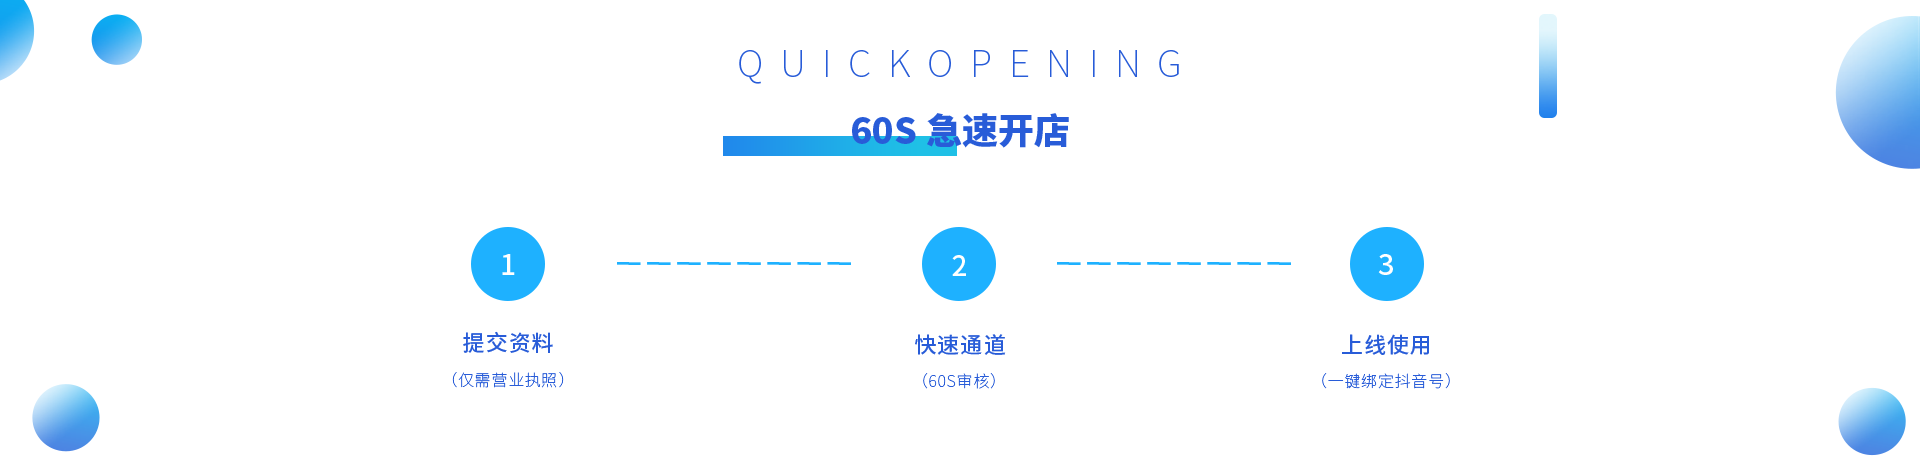 QUICKOPENING
60S 急速开店
1
2
3
提交资料
快速通道
上线使用
（仅需营业执照）
（60S审核）
（一键绑定抖音号）